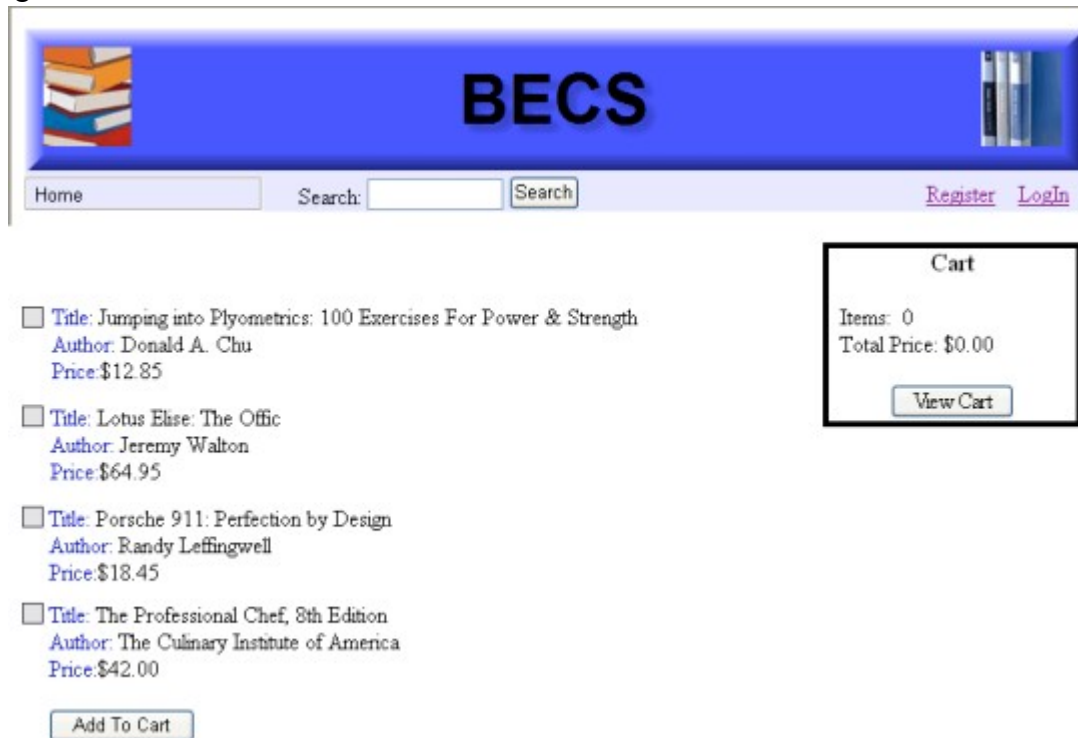 BECS
Home Search: Search Register LogIn
Cart
Items: 0
Total Price: $0.00
View Cart
Title: Jumping into Plyometrics: 100 Exercises For Power & Strength
Author: Donald A. Chu
Price:$12.85
Title: Lotus Elise: The Offic
Author: Jeremy Walton
Price:$64.95
Title: Porsche 911: Perfection by Design
Author: Randy Leffingwell
Price:$18.45
Title: The Professional Chef, 8th Edition
Author: The Culinary Institute of America
Price:$42.00
Add To Cart